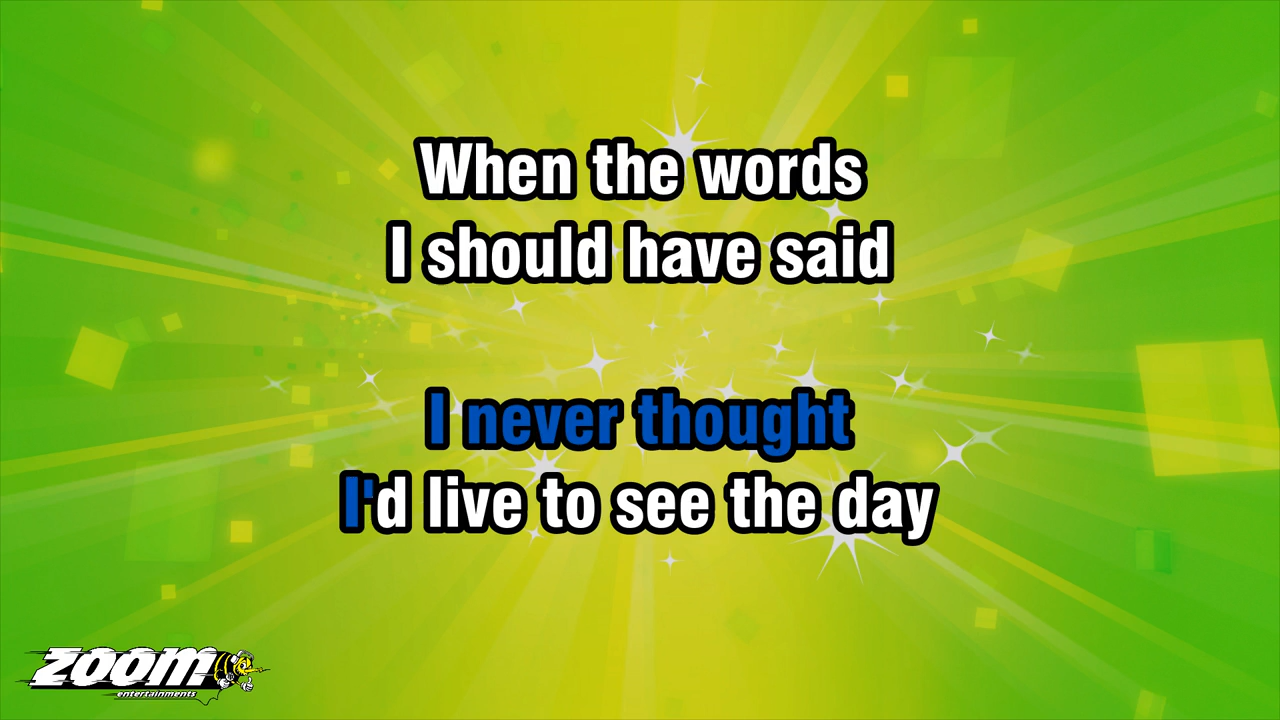 When the words
I should have said
I never thought
I'd live to see the day
zoom
entertainments